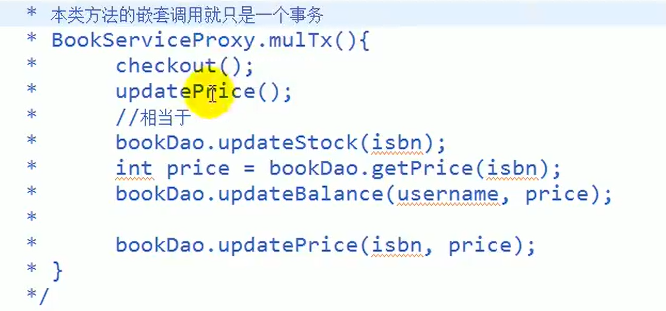 * 本类方法的嵌套调用就只是一个事务
* BookServiceProxy.mulTx(){
* checkout();
* updatePrice();
* //相当于
* bookDao.updateStock(isbn);
* int price = bookDao.getPrice(isbn);
* bookDao.updateBalance(username, price);
*
* bookDao.updatePrice(isbn, price);
* }
*/